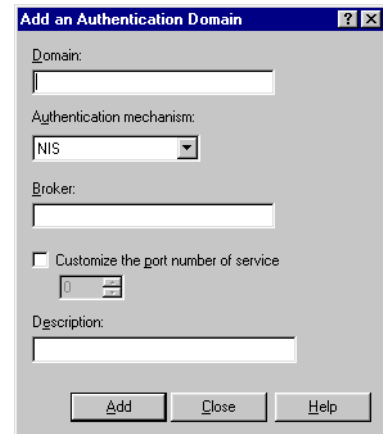 Add an Authentication Domain
Domain:
Authentication mechanism:
NIS
Broker:
Customize the port number of service
0
Description:
Add Close Help